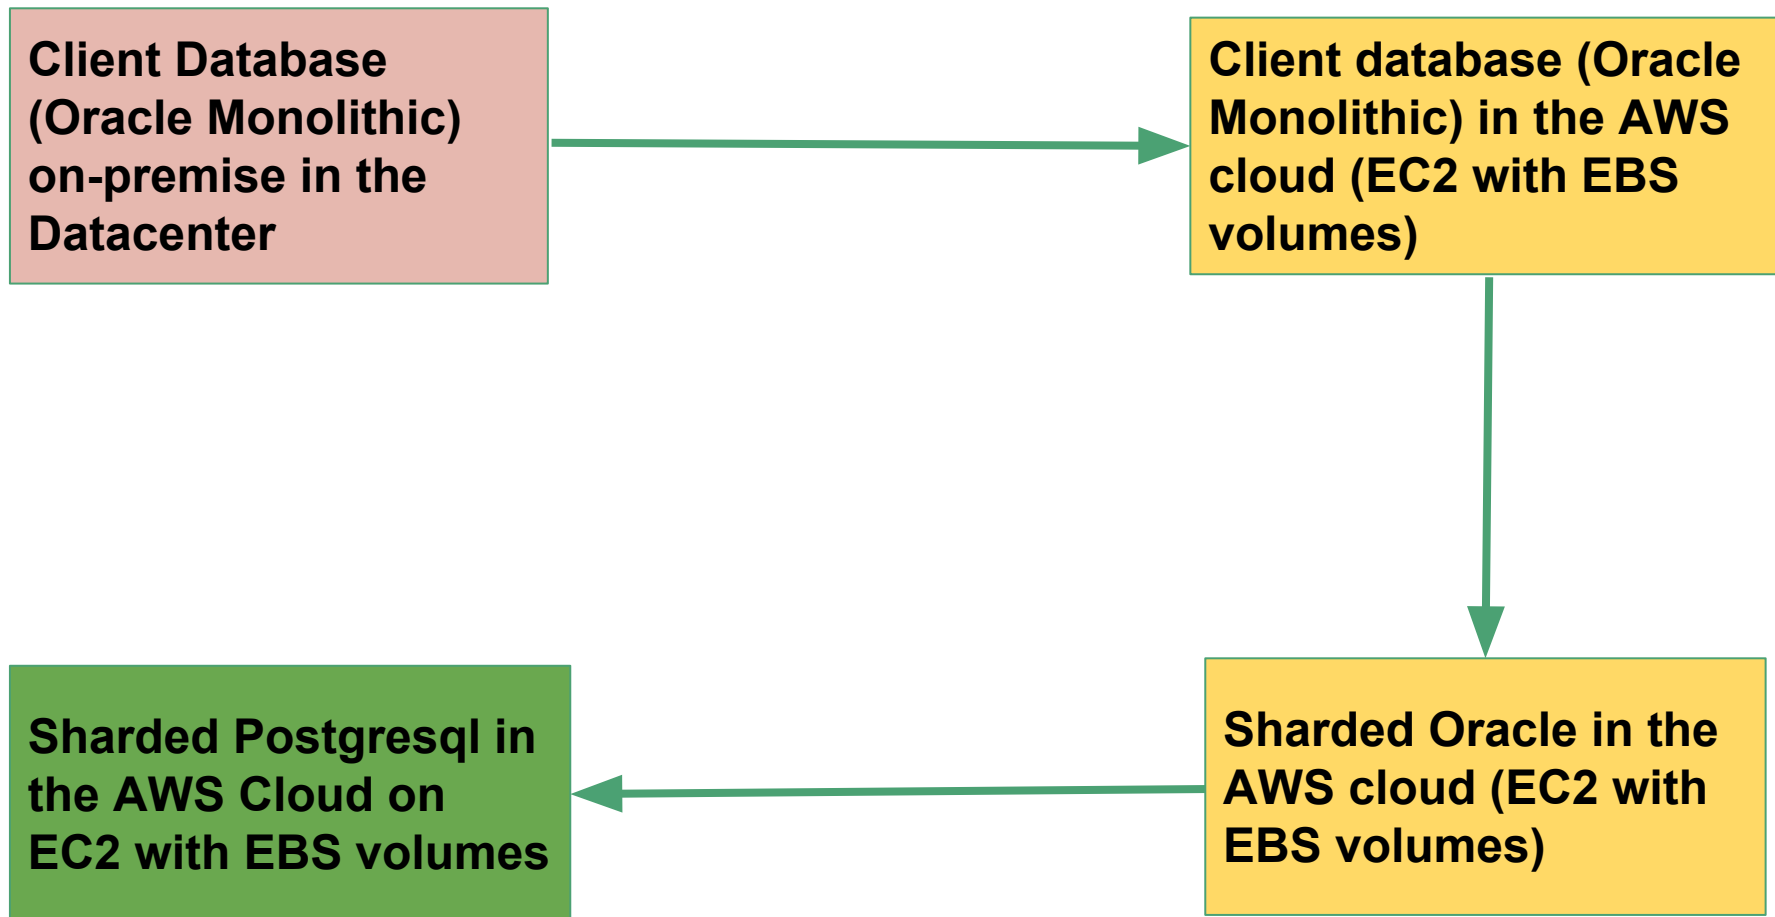 Client Database
(Oracle Monolithic)
on-premise in the
Datacenter
Client database (Oracle
Monolithic) in the AWS
cloud (EC2 with EBS
volumes)
Sharded Postgresql in
the AWS Cloud on
EC2 with EBS volumes
Sharded Oracle in the
AWS cloud (EC2 with
EBS volumes)